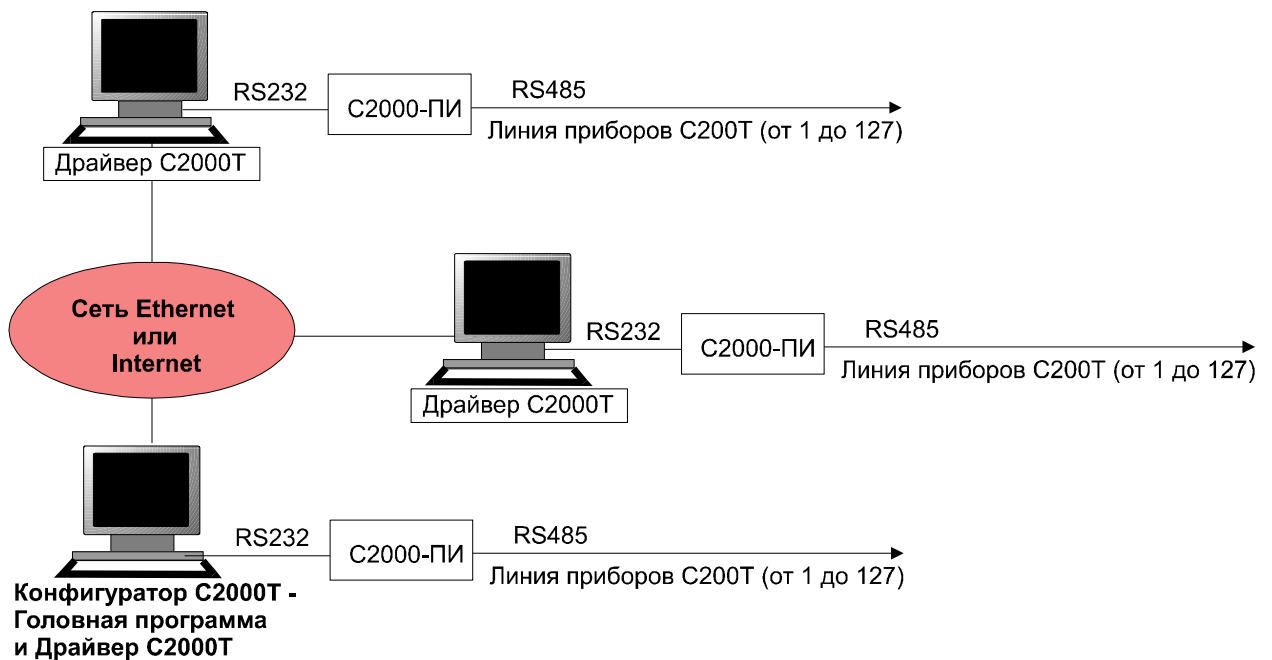 RS232
С2000-ПИ
RS485
Линия приборов С200Т (от 1 до 127)
Драйвер С2000Т
Сеть Ethernet
или
Internet
RS232
С2000-ПИ
RS485
Линия приборов С200Т (от 1 до 127)
Драйвер С2000Т
RS232
С2000-ПИ
RS485
Линия приборов С200Т (от 1 до 127)
Конфигуратор С2000Т -
Головная программа
и Драйвер С2000Т